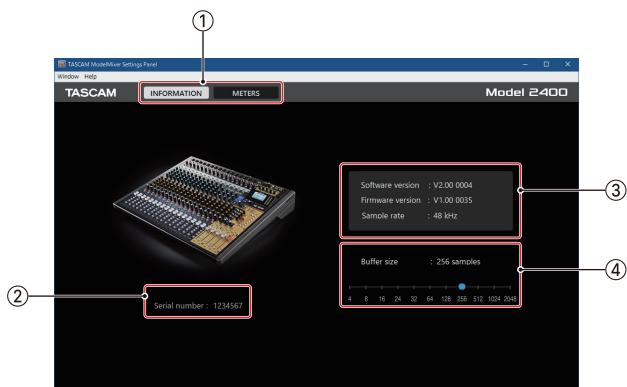 ①
TASCAM ModelMixer Settings Panel
Window Help
TASCAM INFORMATION METERS Model 2400
Software version : V2.00 0004
Firmware version : V1.00 0035
Sample rate : 48 kHz
③
Buffer size : 256 samples
④
4 8 16 24 32 64 128 256 512 1024 2048
②
Serial number : 1234567